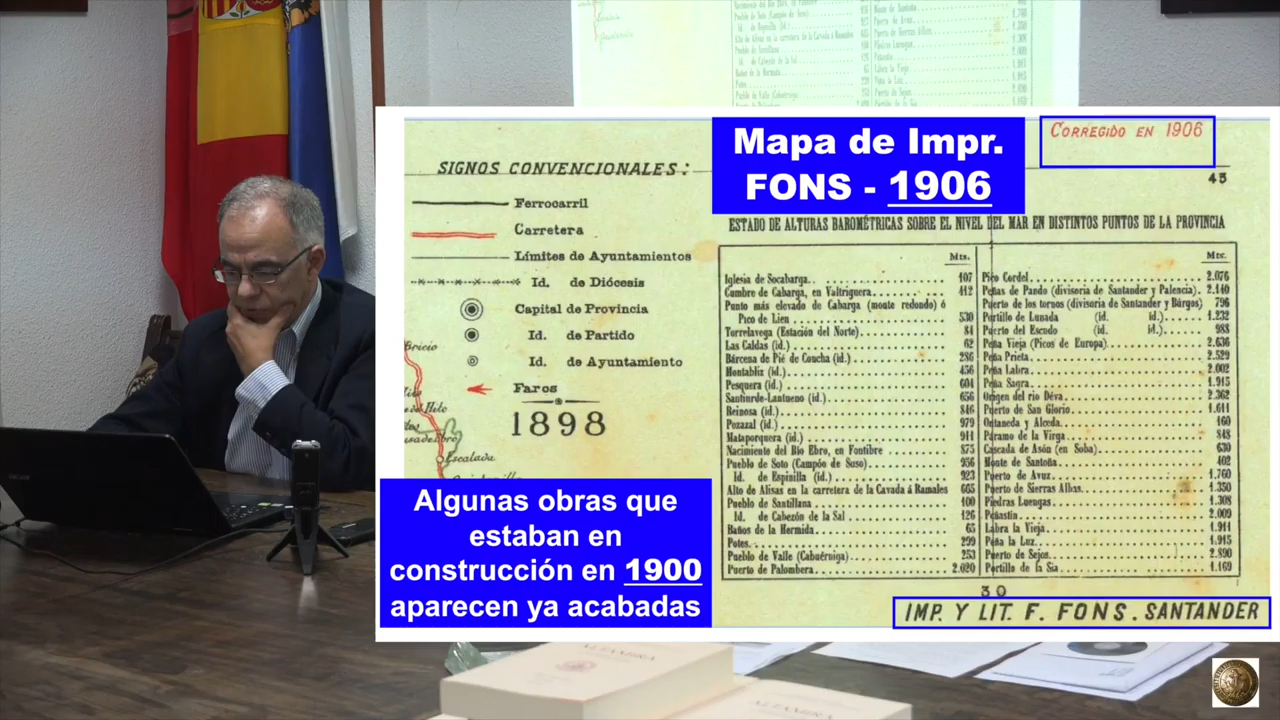 Mapa de Impr.
FONS - 1906
CORREGIDO EN 1906
45
SIGNOS CONVENCIONALES:
Ferrocarril
Carretera
Límites de Ayuntamientos
Id. de Diócesis
Capital de Provincia
Id. de Partido
Id. de Ayuntamiento
Faros
1898
Escalada
ESTADO DE ALTURAS BAROMÉTRICAS SOBRE EL NIVEL DEL MAR EN DISTINTOS PUNTOS DE LA PROVINCIA
Mts.
Iglesia de Socabarga 407
Cumbre de Cabarga, en Valtriguera 412
Punto más elevado de Cabarga (monte redondo) ó
Pico de Lien 530
Torrelavega (Estación del Norte) 84
Las Caldas (id.) 62
Bárcena de Pié de Concha (id.) 286
Montabliz (id.) 456
Pesquera (id.) 604
Santiurde-Lantueno (id.) 656
Reinosa (id.) 846
Pozazal (id.) 979
Mataporquera (id.) 941
Nacimiento del Río Ebro, en Fontibre 875
Pueblo de Soto (Campóo de Suso) 956
Id. de Espinilla (id.) 923
Alto de Alisas en la carretera de la Cavada á Ramales 665
Pueblo de Santillana 100
Id. de Cabezón de la Sal 126
Baños de la Hermida 65
Potes 299
Pueblo de Valle (Cabuérniga) 253
Puerto de Palombera 2.020
Mts.
Pico Cordel 2.076
Peñas de Pando (divisoria de Santander y Palencia) 2.140
Puerto de los tornos (divisoria de Santander y Búrgos) 796
Portillo de Lunada (id. id.) 1.232
Puerto del Escudo (id. id.) 988
Peña Vieja (Picos de Europa) 2.636
Peña Prieta 2.529
Peña Labra 2.002
Peña Sagra 1.915
Origen del rio Déva 2.362
Puerto de San Glorio 1.611
Ontaneda y Alceda 160
Páramo de la Virga 848
Cascada de Asón (en Soba) 630
Monte de Santoña 402
Puerto de Avuz 1.760
Puerto de Sierras Albas 1.350
Piedras Luengas 1.308
Peñastin 2.009
Labra la Vieja 1.911
Peña la Luz 1.915
Puerto de Sejos 2.890
Portillo de la Sia 1.169
30
IMP. Y LIT. F. FONS. SANTANDER
Algunas obras que
estaban en
construcción en 1900
aparecen ya acabadas
ALTAMIRA